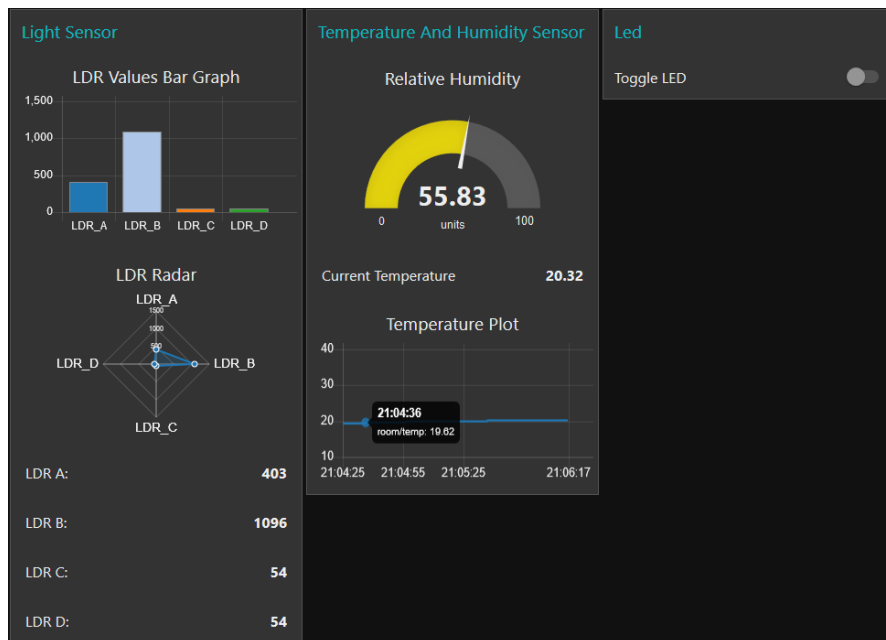 Light Sensor
LDR Values Bar Graph
1,500
1,000
500
0
LDR_A LDR_B LDR_C LDR_D
LDR Radar
LDR_A
1500
1000
500
LDR_D
LDR_B
LDR_C
LDR A: 403
LDR B: 1096
LDR C: 54
LDR D: 54
Temperature And Humidity Sensor
Relative Humidity
55.83
0 units 100
Current Temperature 20.32
Temperature Plot
40
30
20
10
21:04:36
room/temp: 19.62
21:04:25 21:04:55 21:05:25 21:06:17
Led
Toggle LED